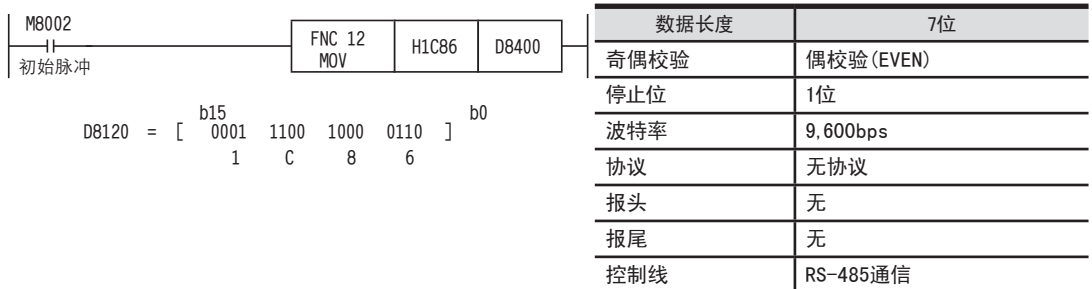 M8002
初始脉冲
FNC 12
MOV
H1C86
D8400
b15 b0
D8120 = [ 0001 1100 1000 0110 ]
1 C 8 6
数据长度 7位
奇偶校验 偶校验(EVEN)
停止位 1位
波特率 9,600bps
协议 无协议
报头 无
报尾 无
控制线 RS-485通信